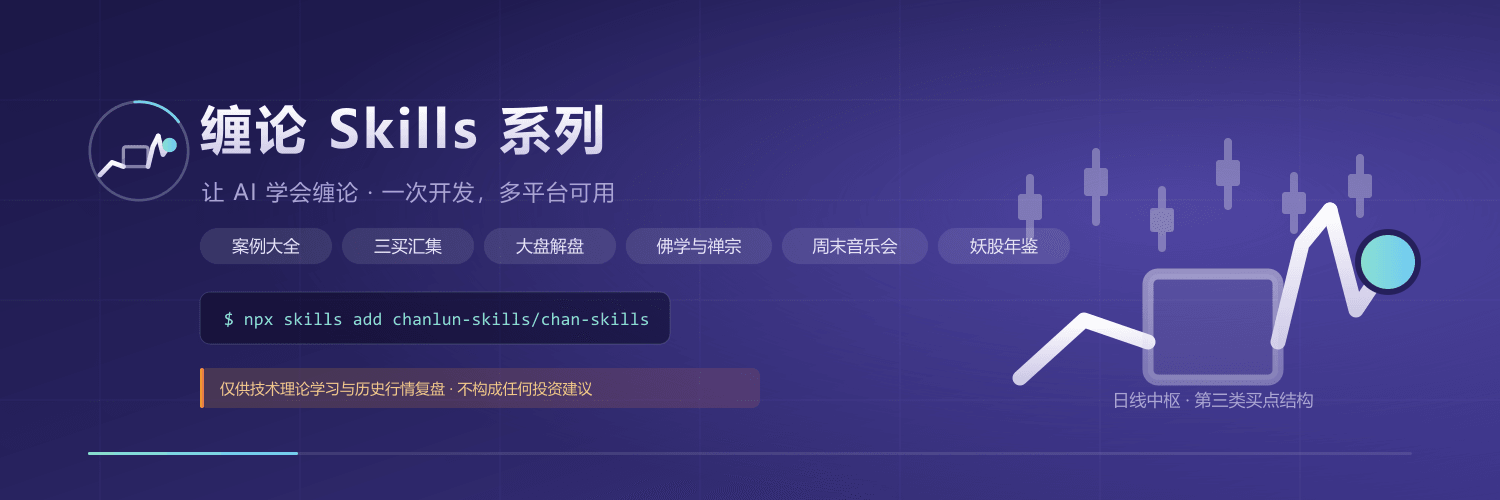 缠论 Skills 系列
让 AI 学会缠论 · 一次开发，多平台可用
案例大全 三买汇集 大盘解盘 佛学与禅宗 周末音乐会 妖股年鉴
$ npx skills add chanlun-skills/chan-skills
仅供技术理论学习与历史行情复盘 · 不构成任何投资建议
日线中枢 · 第三类买点结构